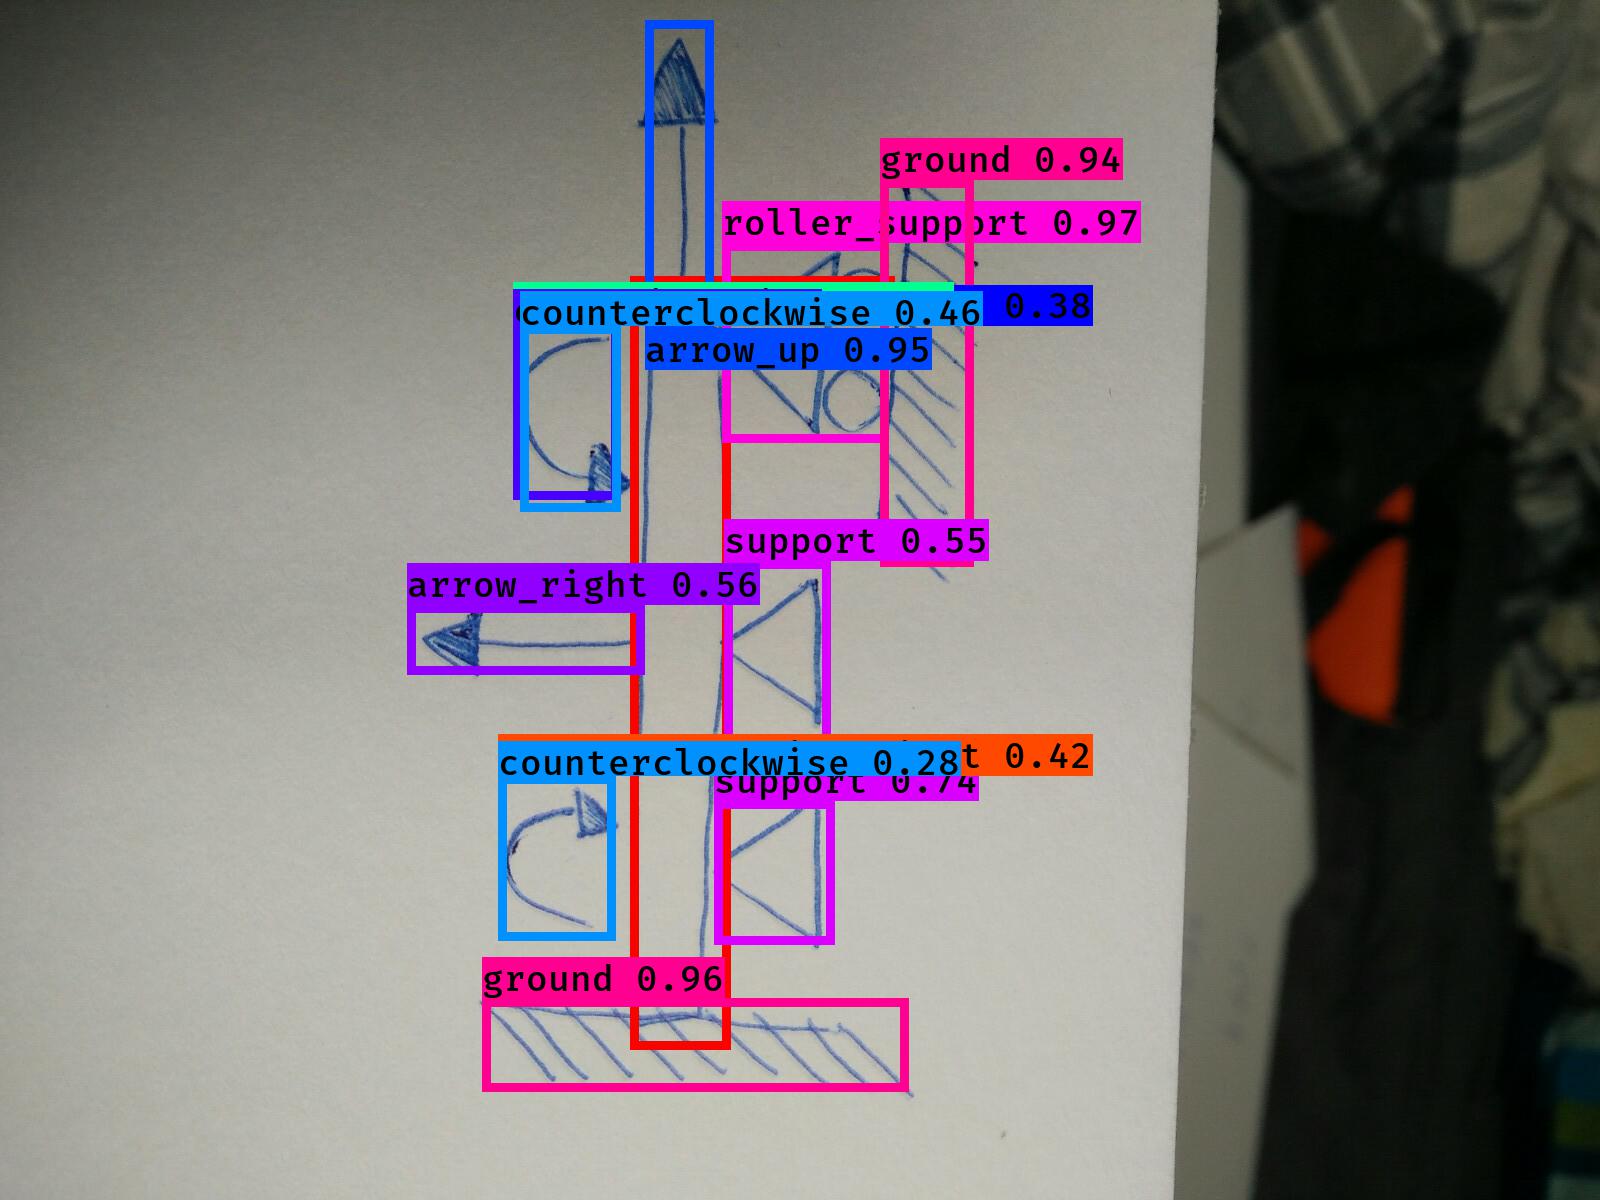 ground 0.94
roller_support 0.97
counterclockwise 0.46
0.38
arrow_up 0.95
support 0.55
arrow_right 0.56
counterclockwise 0.28
t 0.42
support 0.74
ground 0.96